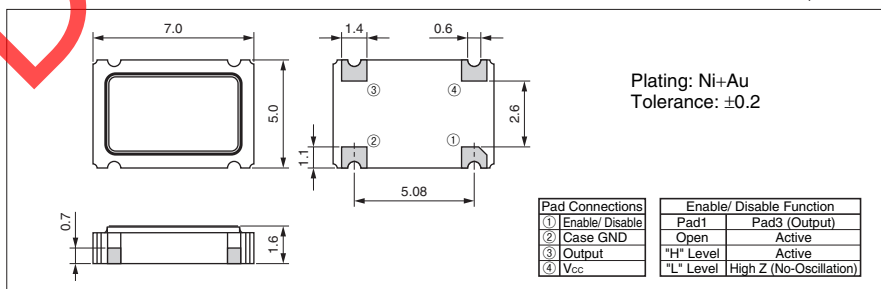 7.0
5.0
0.7
1.6
1.4
0.6
③
④
②
①
2.6
1.1
5.08
Plating: Ni+Au
Tolerance: ±0.2
Pad Connections
① Enable/ Disable
② Case GND
③ Output
④ Vcc
Enable/ Disable Function
Pad1 Pad3 (Output)
Open Active
"H" Level Active
"L" Level High Z (No-Oscillation)